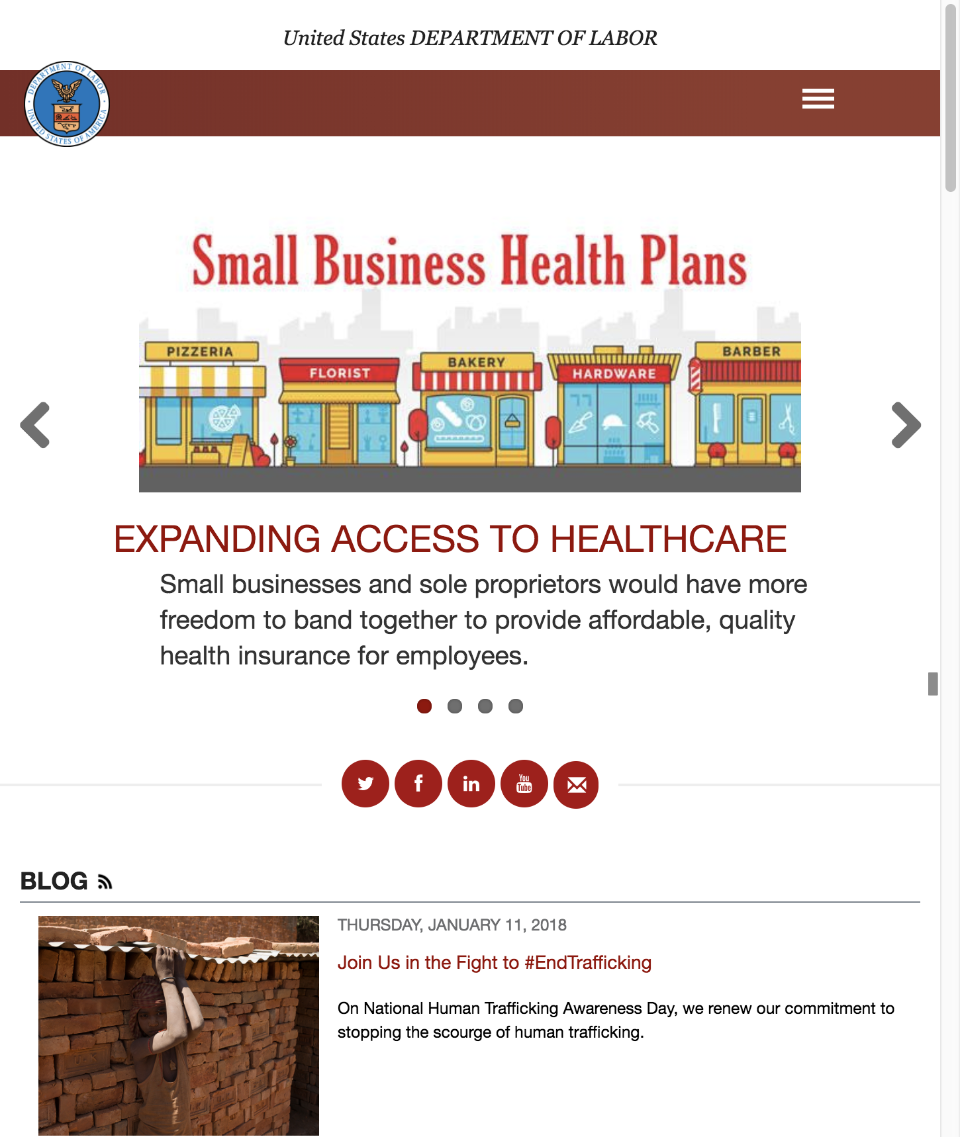 United States DEPARTMENT OF LABOR
DEPARTMENT OF LABOR
UNITED STATES OF AMERICA
Small Business Health Plans
PIZZERIA
FLORIST
BAKERY
HARDWARE
BARBER
EXPANDING ACCESS TO HEALTHCARE
Small businesses and sole proprietors would have more
freedom to band together to provide affordable, quality
health insurance for employees.
You
Tube
BLOG
THURSDAY, JANUARY 11, 2018
Join Us in the Fight to #EndTrafficking
On National Human Trafficking Awareness Day, we renew our commitment to
stopping the scourge of human trafficking.